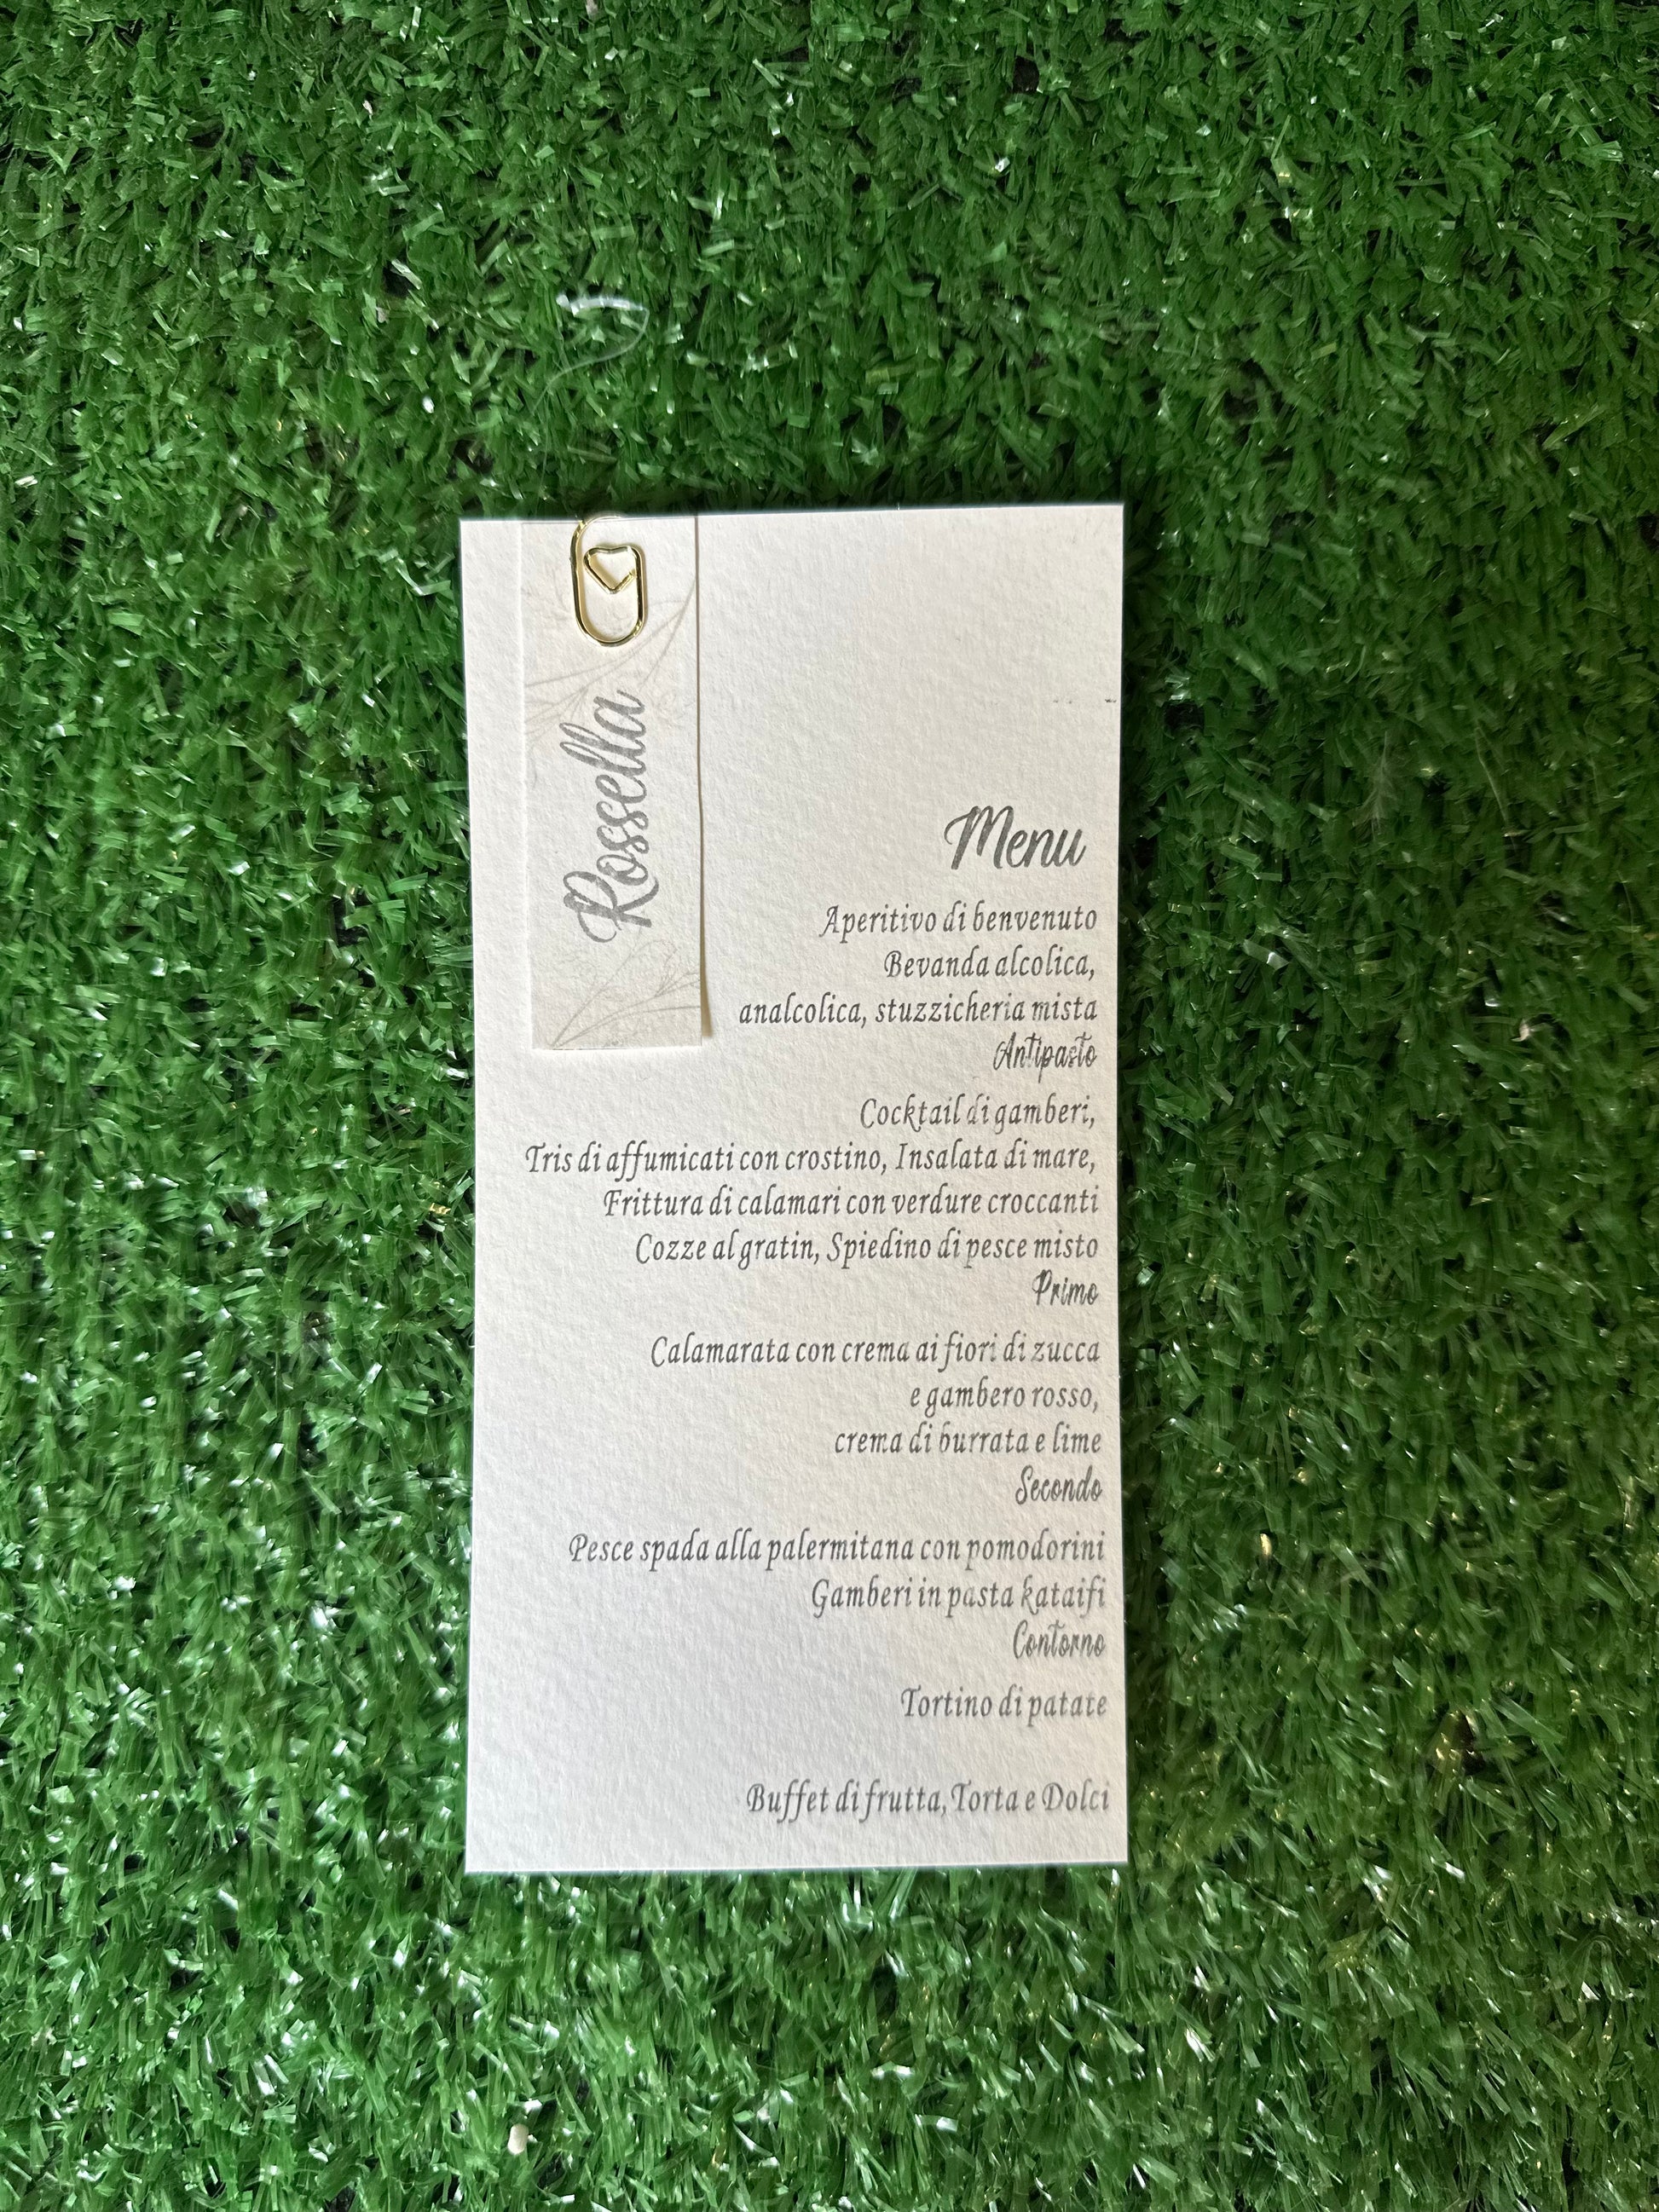 Rossella
Menu
Aperitivo di benvenuto
Bevanda alcolica,
analcolica, stuzzicheria mista
Antipasto
Cocktail di gamberi,
Tris di affumicati con crostino, Insalata di mare,
Frittura di calamari con verdure croccanti
Cozze al gratin, Spiedino di pesce misto
Primo
Calamarata con crema ai fiori di zucca
e gambero rosso,
crema di burrata e lime
Secondo
Pesce spada alla palermitana con pomodorini
Gamberi in pasta kataifi
Contorno
Tortino di patate
Buffet di frutta,Torta e Dolci